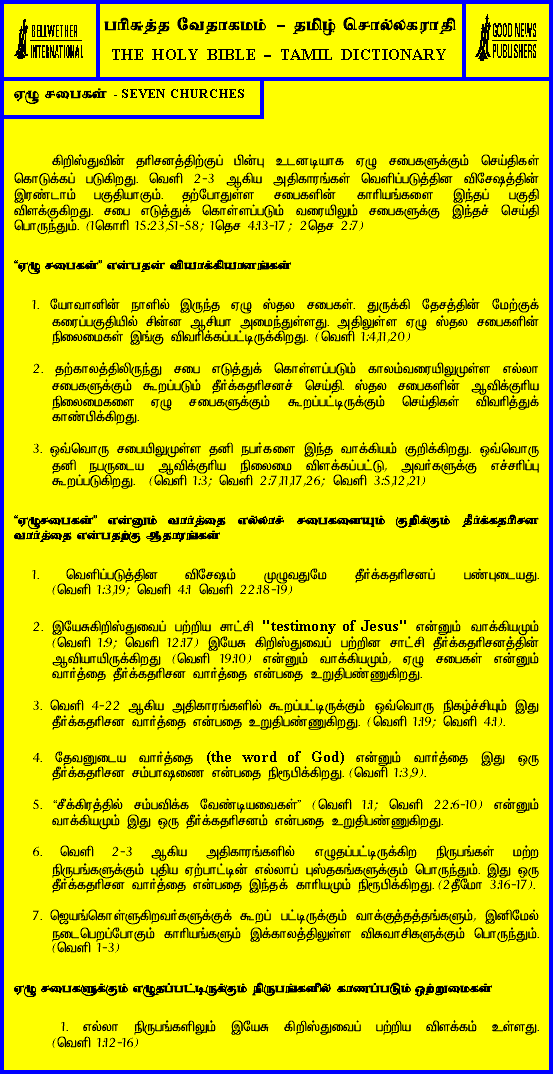 BELLWETHER
INTERNATIONAL
பரிசுத்த வேதாகமம் – தமிழ் சொல்லகராதி
THE HOLY BIBLE – TAMIL DICTIONARY
GOOD NEWS
PUBLISHERS
ஏழு சபைகள் - SEVEN CHURCHES
கிறிஸ்துவின் தரிசனத்திற்குப் பின்பு உடனடியாக ஏழு சபைகளுக்கும் செய்திகள்
கொடுக்கப் படுகிறது. வெளி 2-3 ஆகிய அதிகாரங்கள் வெளிப்படுத்தின விசேஷத்தின்
இரண்டாம் பகுதியாகும். தற்போதுள்ள சபைகளின் காரியங்களை இந்தப் பகுதி
விளக்குகிறது. சபை எடுத்துக் கொள்ளப்படும் வரையிலும் சபைகளுக்கு இந்தச் செய்தி
பொருந்தும். (1கொரி 15:23,51-58; 1தெச 4:13-17 ; 2தெச 2:7)
“ஏழு சபைகள்” என்பதன் வியாக்கியானங்கள்
1. யோவானின் நாளில் இருந்த ஏழு ஸ்தல சபைகள். துருக்கி தேசத்தின் மேற்குக்
கரைப்பகுதியில் சின்ன ஆசியா அமைந்துள்ளது. அதிலுள்ள ஏழு ஸ்தல சபைகளின்
நிலைமைகள் இங்கு விவரிக்கப்பட்டிருக்கிறது. (வெளி 1:4,11,20)
2. தற்காலத்திலிருந்து சபை எடுத்துக் கொள்ளப்படும் காலம்வரையிலுமுள்ள எல்லா
சபைகளுக்கும் கூறப்படும் தீர்க்கதரிசனச் செய்தி. ஸ்தல சபைகளின் ஆவிக்குரிய
நிலைமைகளை ஏழு சபைகளுக்கும் கூறப்பட்டிருக்கும் செய்திகள் விவரித்துக்
காண்பிக்கிறது.
3. ஒவ்வொரு சபையிலுமுள்ள தனி நபர்களை இந்த வாக்கியம் குறிக்கிறது. ஒவ்வொரு
தனி நபருடைய ஆவிக்குரிய நிலைமை விளக்கப்பட்டு, அவர்களுக்கு எச்சரிப்பு
கூறப்படுகிறது. (வெளி 1:3; வெளி 2:7,11,17,26; வெளி 3:5,12,21)
“ஏழுசபைகள்” என்னும் வார்த்தை எல்லாச் சபைகளையும் குறிக்கும் தீர்க்கதரிசன
வார்த்தை என்பதற்கு ஆதாரங்கள்
1. வெளிப்படுத்தின விசேஷம் முழுவதுமே தீர்க்கதரிசனப் பண்புடையது.
(வெளி 1:3,19; வெளி 4:1 வெளி 22:18-19)
2. இயேசுகிறிஸ்துவைப் பற்றிய சாட்சி "testimony of Jesus" என்னும் வாக்கியமும்
(வெளி 1:9; வெளி 12:17) இயேசு கிறிஸ்துவைப் பற்றின சாட்சி தீர்க்கதரிசனத்தின்
ஆவியாயிருக்கிறது (வெளி 19:10) என்னும் வாக்கியமும், ஏழு சபைகள் என்னும்
வார்த்தை தீர்க்கதரிசன வார்த்தை என்பதை உறுதிபண்ணுகிறது.
3. வெளி 4-22 ஆகிய அதிகாரங்களில் கூறப்பட்டிருக்கும் ஒவ்வொரு நிகழ்ச்சியும் இது
தீர்க்கதரிசன வார்த்தை என்பதை உறுதிபண்ணுகிறது. (வெளி 1:19; வெளி 4:1).
4. தேவனுடைய வார்த்தை (the word of God) என்னும் வார்த்தை இது ஒரு
தீர்க்கதரிசன சம்பாஷணை என்பதை நிரூபிக்கிறது. (வெளி 1:3,9).
5. “சீக்கிரத்தில் சம்பவிக்க வேண்டியவைகள்” (வெளி 1:1; வெளி 22:6-10) என்னும்
வாக்கியமும் இது ஒரு தீர்க்கதரிசனம் என்பதை உறுதிபண்ணுகிறது.
6. வெளி 2-3 ஆகிய அதிகாரங்களில் எழுதப்பட்டிருக்கிற நிருபங்கள் மற்ற
நிருபங்களுக்கும் புதிய ஏற்பாட்டின் எல்லாப் புஸ்தகங்களுக்கும் பொருந்தும். இது ஒரு
தீர்க்கதரிசன வார்த்தை என்பதை இந்தக் காரியமும் நிரூபிக்கிறது. (2தீமோ 3:16-17).
7. ஜெயங்கொள்ளுகிறவர்களுக்குக் கூறப் பட்டிருக்கும் வாக்குத்தத்தங்களும், இனிமேல்
நடைபெறப்போகும் காரியங்களும் இக்காலத்திலுள்ள விசுவாசிகளுக்கும் பொருந்தும்.
(வெளி 1-3)
ஏழு சபைகளுக்கும் எழுதப்பட்டிருக்கும் நிருபங்களில் காணப்படும் ஒற்றுமைகள்
1. எல்லா நிருபங்களிலும் இயேசு கிறிஸ்துவைப் பற்றிய விளக்கம் உள்ளது.
(வெளி 1:12-16)